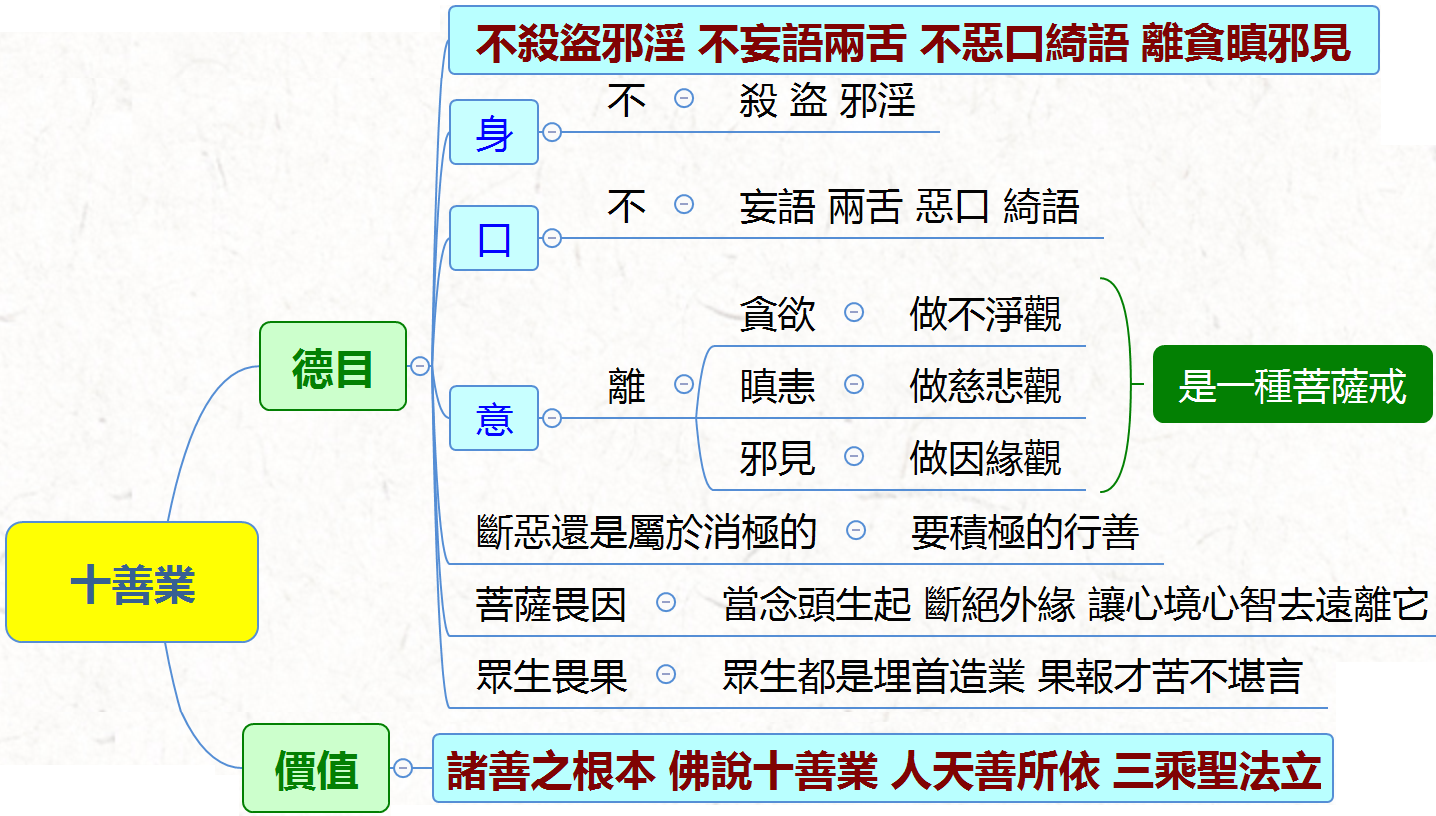 不殺盜邪淫 不妄語兩舌 不惡口綺語 離貪瞋邪見
身 不 殺 盜 邪淫
口 不 妄語 兩舌 惡口 綺語
德目
意 離
貪欲 做不淨觀
瞋恚 做慈悲觀
邪見 做因緣觀
是一種菩薩戒
斷惡還是屬於消極的 要積極的行善
菩薩畏因 當念頭生起 斷絕外緣 讓心境心智去遠離它
眾生畏果 眾生都是埋首造業 果報才苦不堪言
十善業
價值 諸善之根本 佛說十善業 人天善所依 三乘聖法立